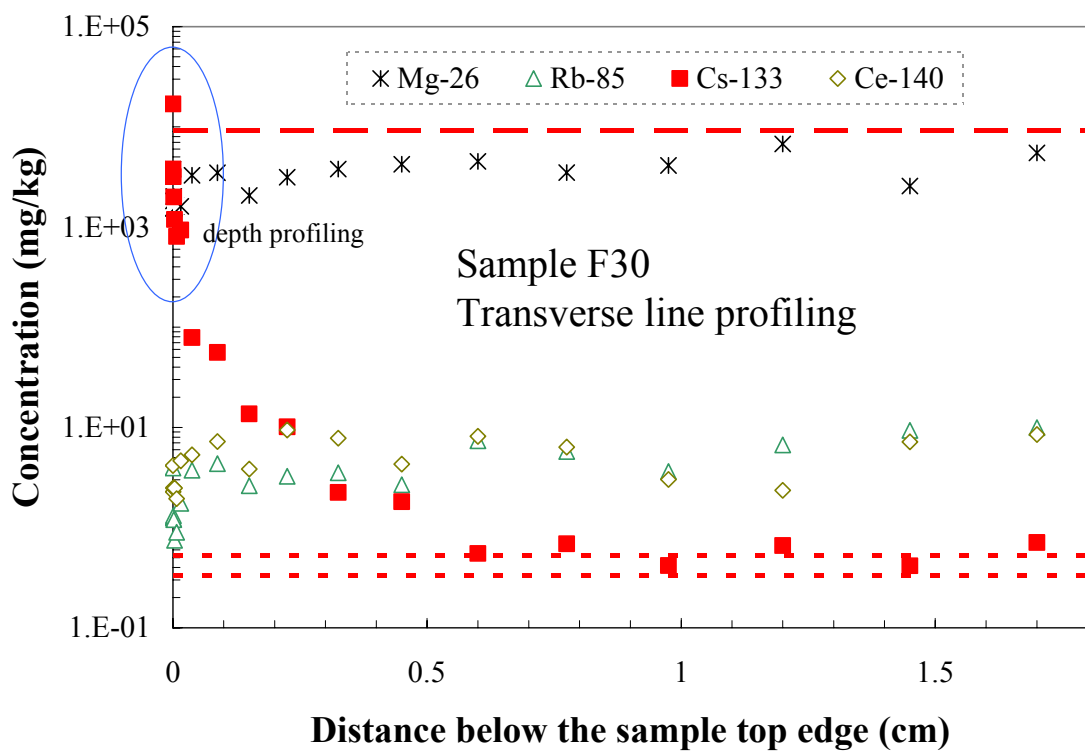 1.E+05
Mg-26 Rb-85 Cs-133 Ce-140
1.E+03
depth profiling
Sample F30
Transverse line profiling
1.E+01
1.E-01
0 0.5 1 1.5
Concentration (mg/kg)
Distance below the sample top edge (cm)